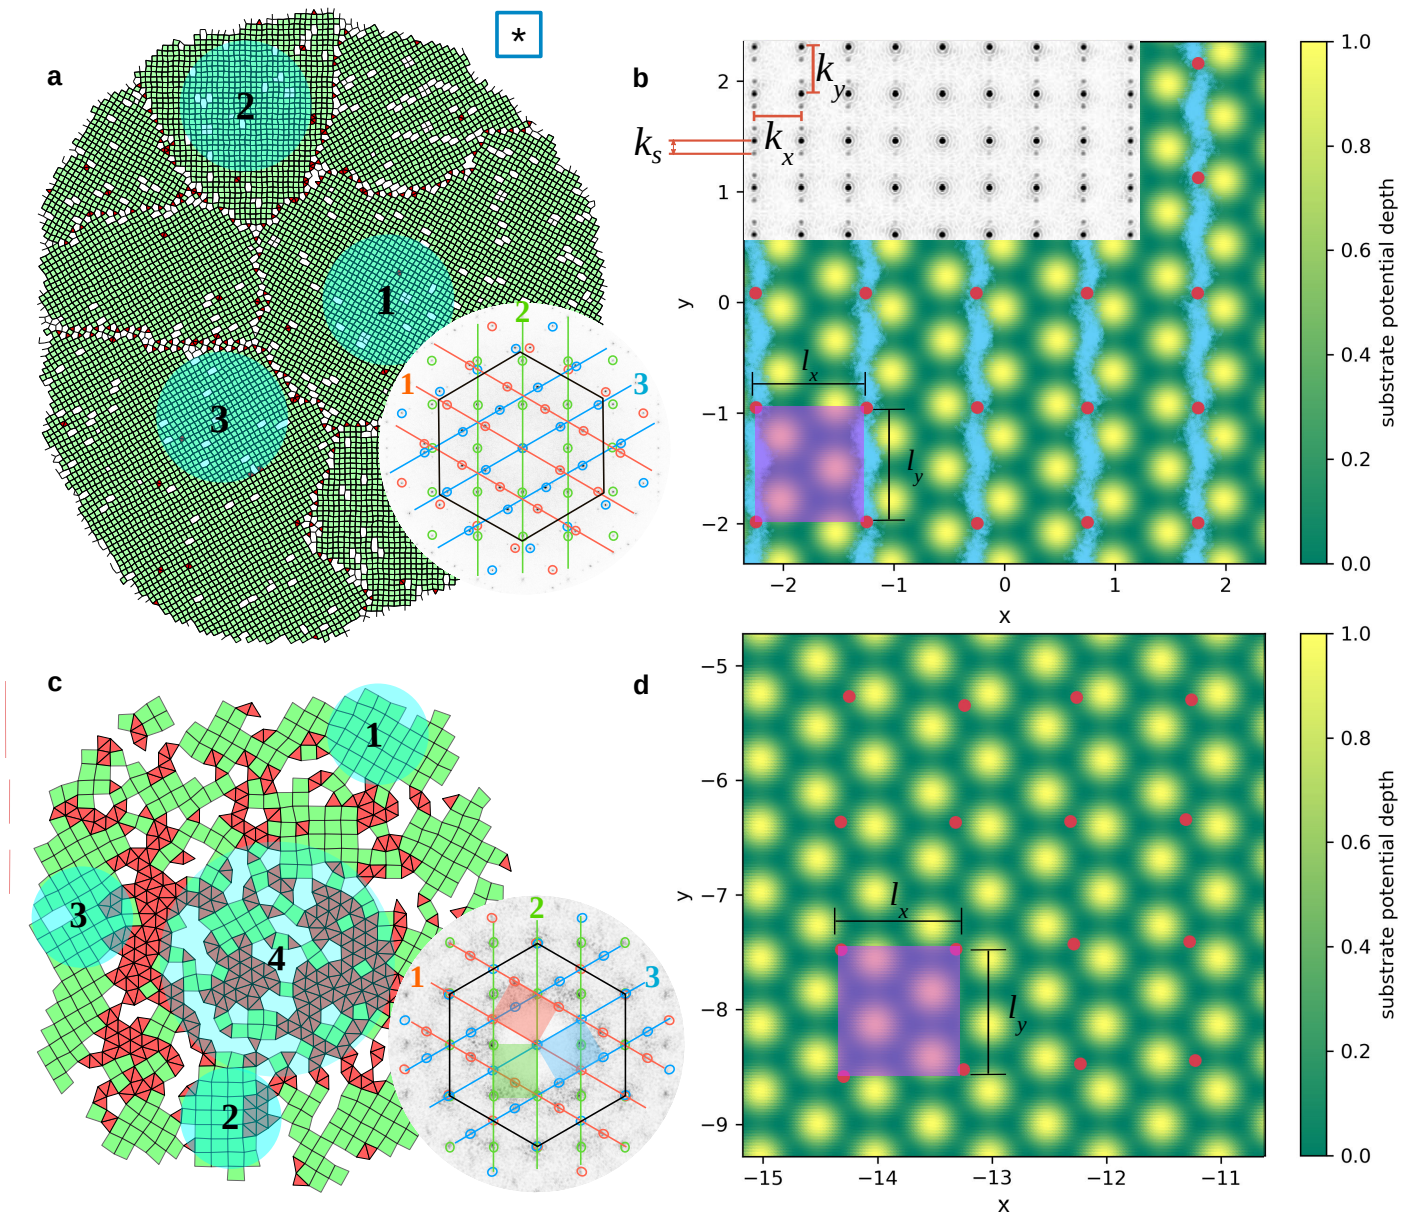 *
a
2
1
3
2
1
3
b
k_y
k_x
k_s
l_x
l_y
2
1
0
−1
−2
y
−2
−1
0
1
2
x
1.0
0.8
0.6
0.4
0.2
0.0
substrate potential depth
c
1
3
4
2
2
1
3
d
l_x
l_y
−5
−6
−7
−8
−9
y
−15
−14
−13
−12
−11
x
1.0
0.8
0.6
0.4
0.2
0.0
substrate potential depth